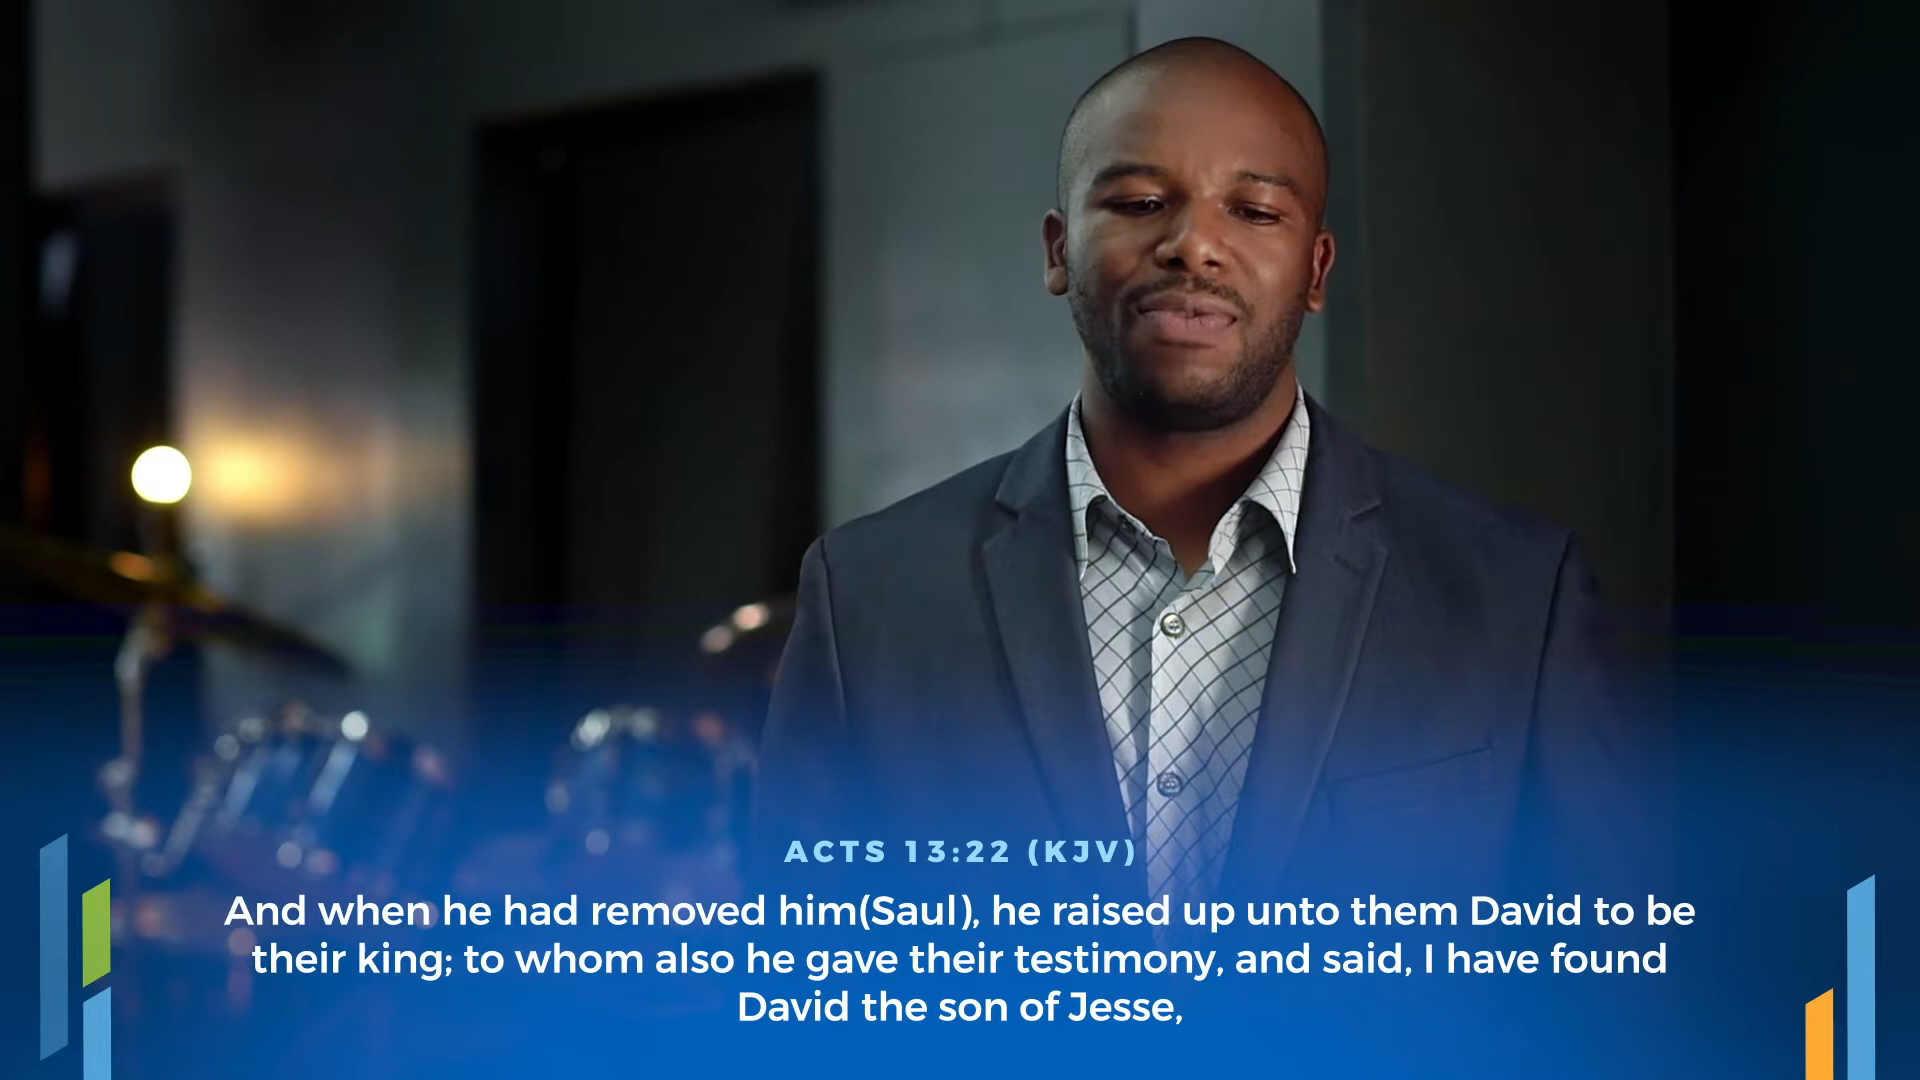 ACTS 13:22 (KJV)
And when he had removed him(Saul), he raised up unto them David to be
their king; to whom also he gave their testimony, and said, I have found
David the son of Jesse,